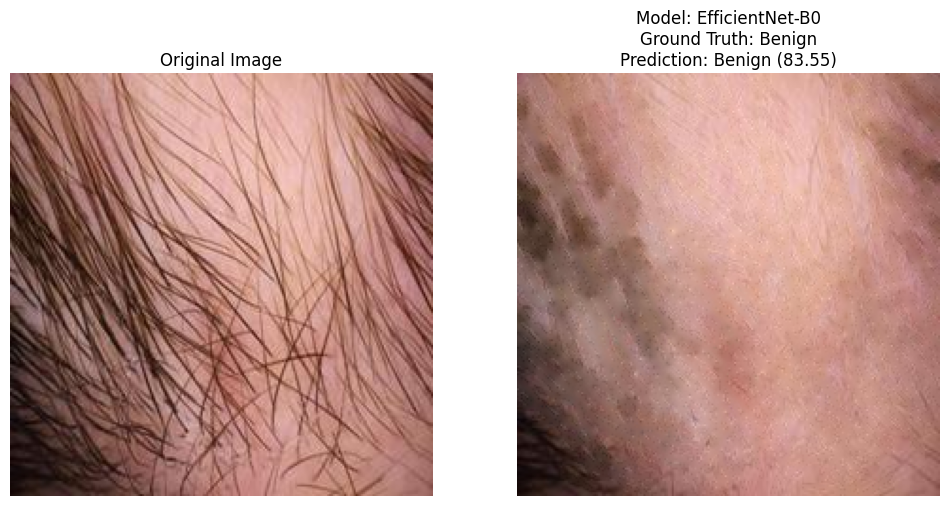 Original Image
Model: EfficientNet-B0
Ground Truth: Benign
Prediction: Benign (83.55)